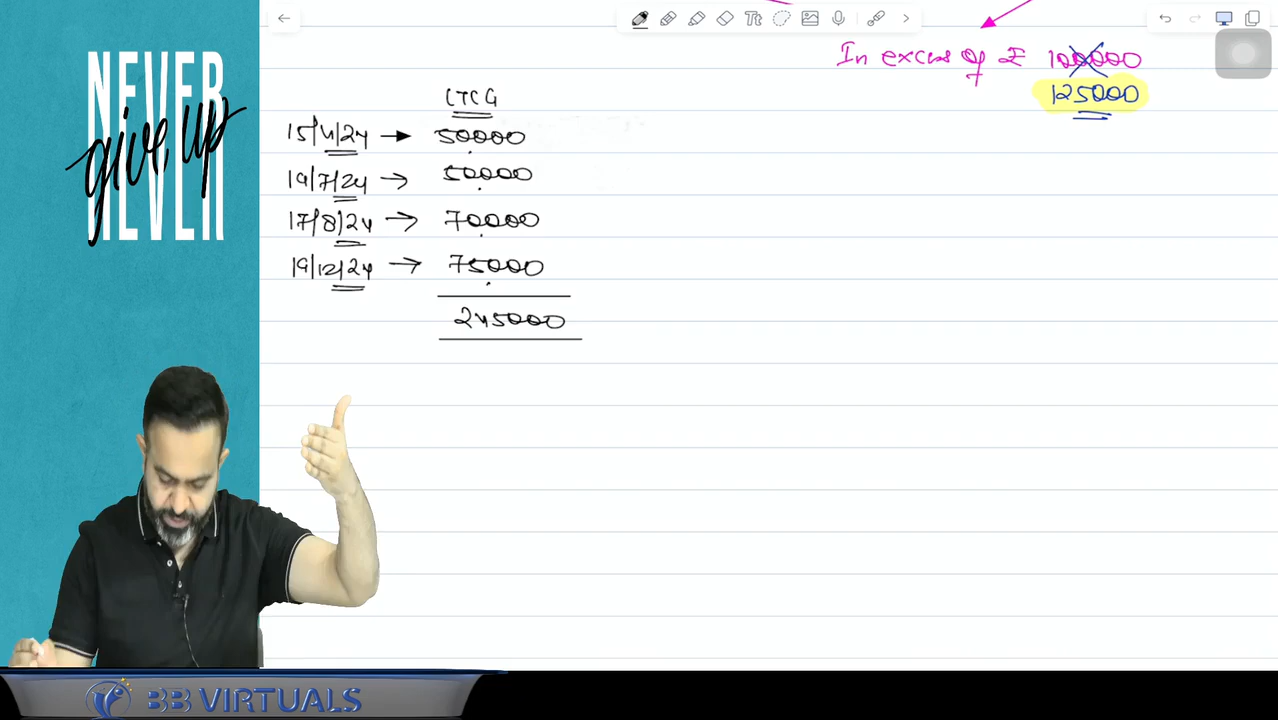 NEVER
give up
NEVER
In excess of ₹ 100000
125000
LTCG
15/4/24 → 50000
19/7/24 → 50000
17/8/24 → 70000
19/12/24 → 75000
245000
BB VIRTUALS